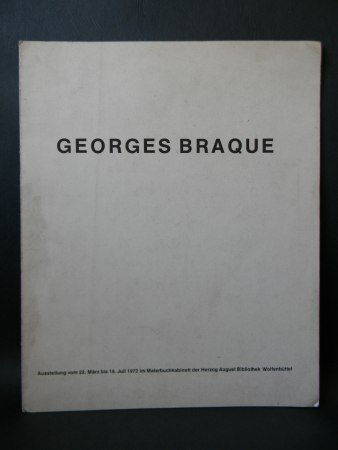 GEORGES BRAQUE
Ausstellung vom 22. März bis 18. Juli 1972 im Malerbuchkabinett der Herzog August Bibliothek Wolfenbüttel